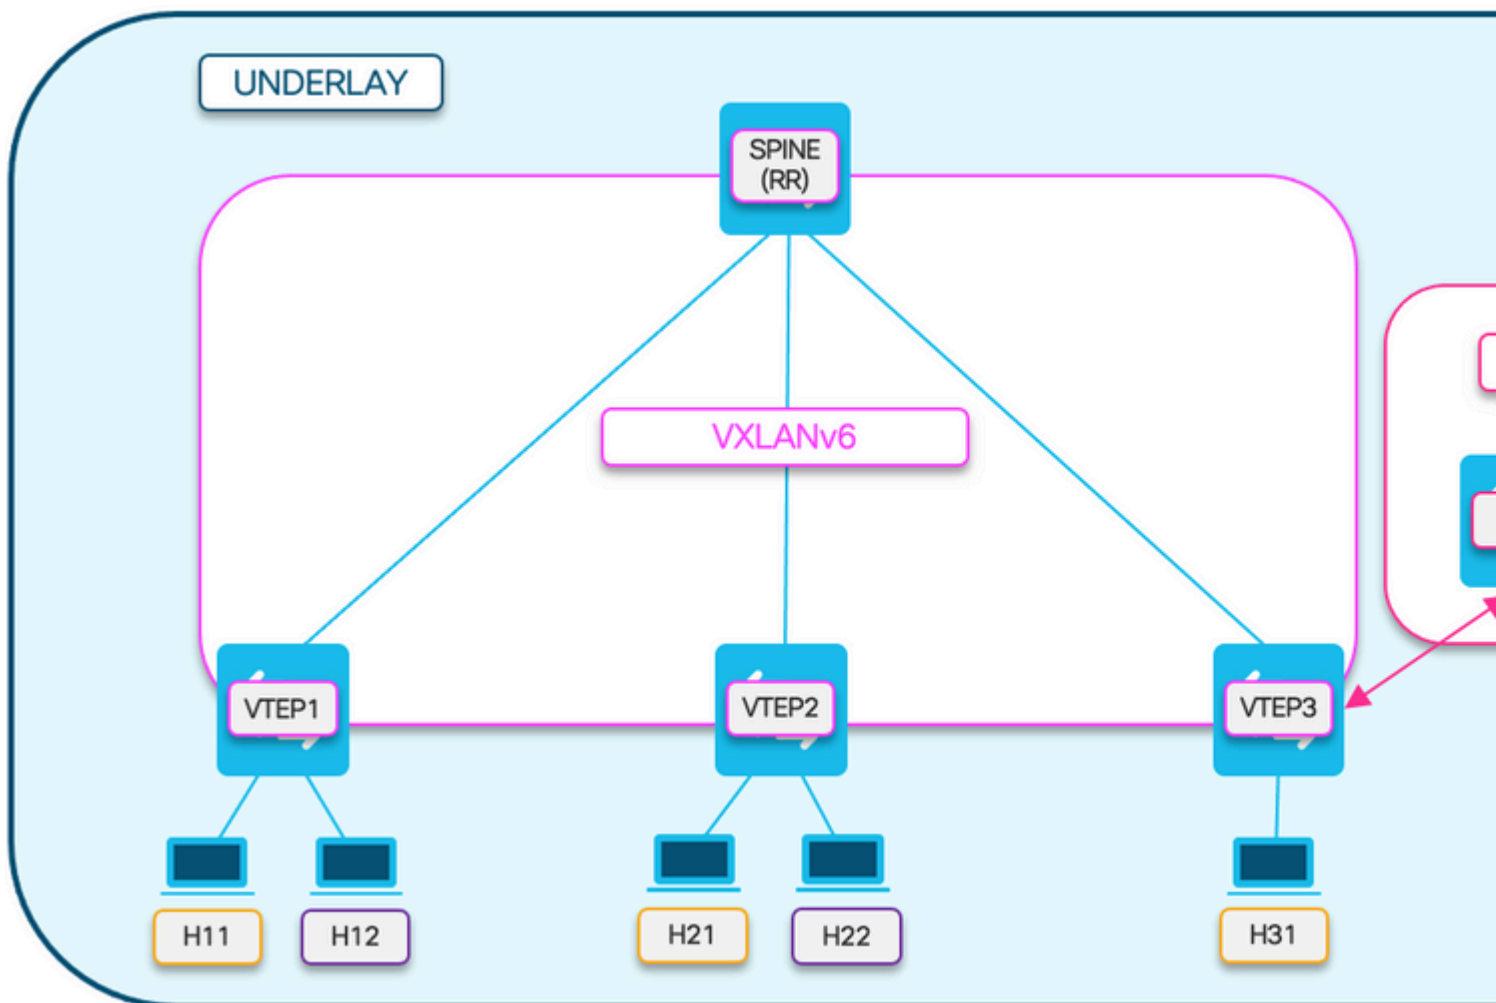 UNDERLAY
SPINE
(RR)
VXLANv6
VTEP1
VTEP2
VTEP3
H11
H12
H21
H22
H31